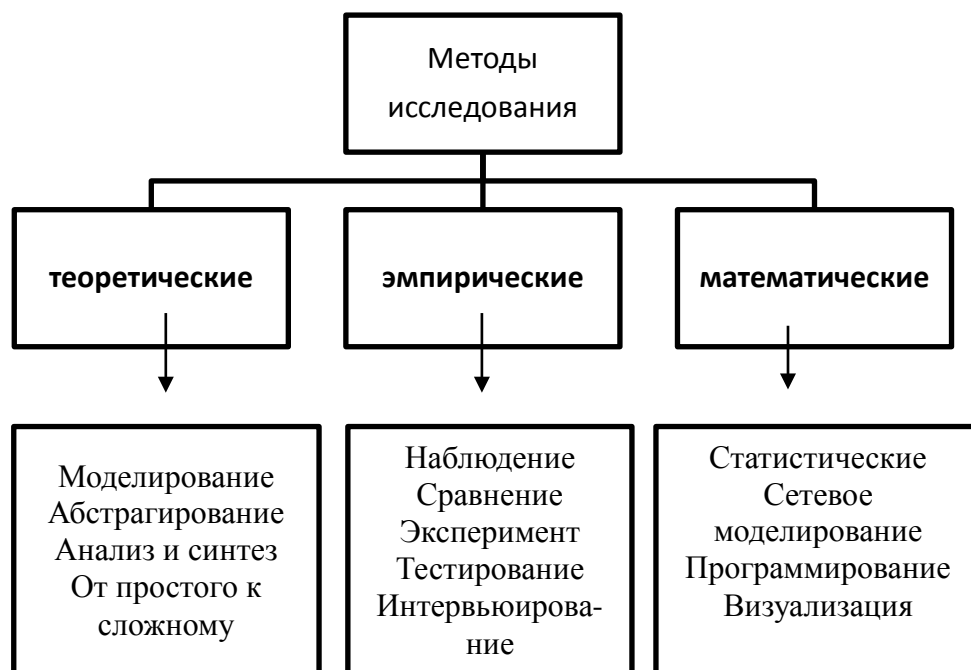 Методы
исследования
теоретические
эмпирические
математические
Моделирование
Абстрагирование
Анализ и синтез
От простого к
сложному
Наблюдение
Сравнение
Эксперимент
Тестирование
Интервьюирова-
ние
Статистические
Сетевое
моделирование
Программирование
Визуализация